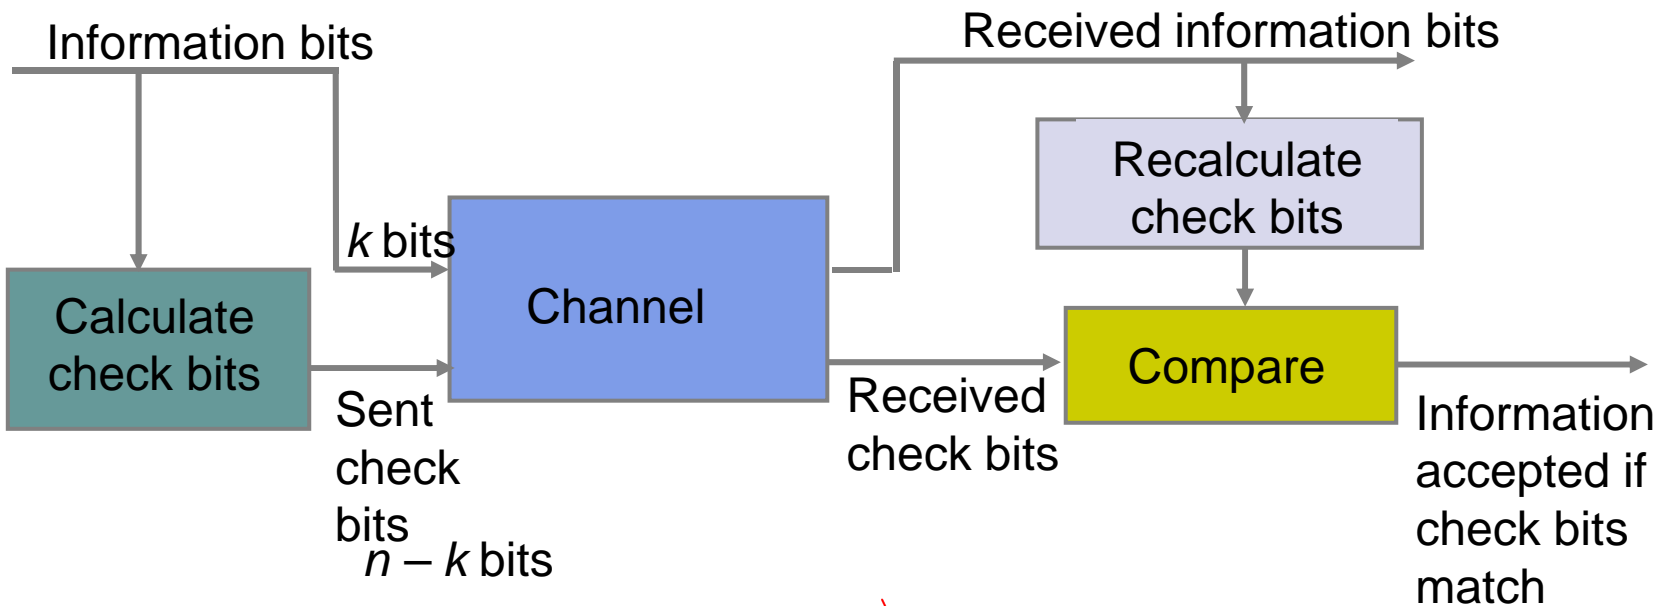 Information bits
Received information bits
Recalculate
check bits
k bits
Calculate
check bits
Channel
Compare
Sent
check
bits
n – k bits
Received
check bits
Information
accepted if
check bits
match